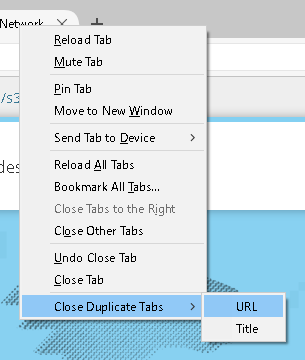 Network
Reload Tab
Mute Tab
/s3
Pin Tab
Move to New Window
Send Tab to Device
des
Reload All Tabs
Bookmark All Tabs...
Close Tabs to the Right
Close Other Tabs
Undo Close Tab
Close Tab
Close Duplicate Tabs
URL
Title